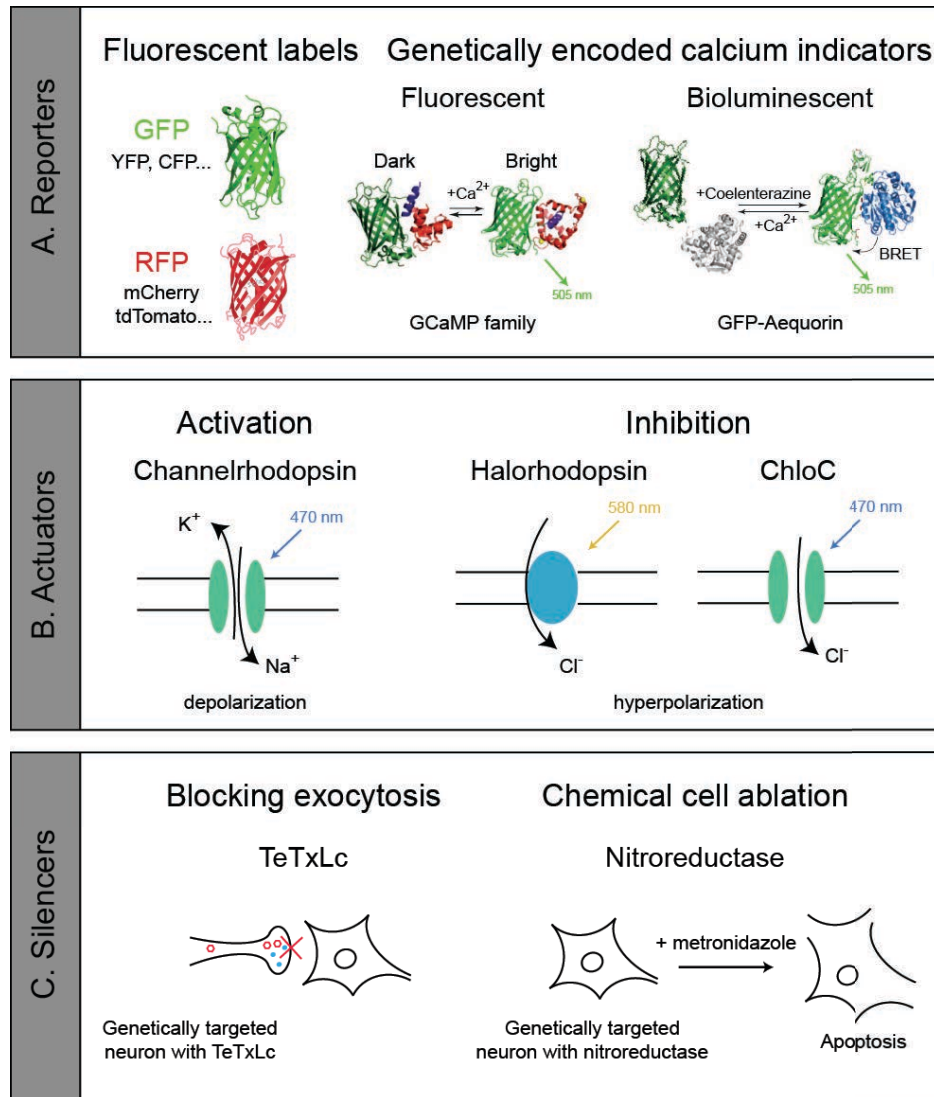 A. Reporters
Fluorescent labels
Genetically encoded calcium indicators
GFP
YFP, CFP...
RFP
mCherry
tdTomato...
Fluorescent
Dark
Bright
+Ca2+
505 nm
GCaMP family
Bioluminescent
+Coelenterazine
+Ca2+
BRET
505 nm
GFP-Aequorin
B. Actuators
Activation
Channelrhodopsin
K+
470 nm
Na+
depolarization
Inhibition
Halorhodopsin
580 nm
Cl-
ChloC
470 nm
Cl-
hyperpolarization
C. Silencers
Blocking exocytosis
TeTxLc
Genetically targeted
neuron with TeTxLc
Chemical cell ablation
Nitroreductase
+ metronidazole
Genetically targeted
neuron with nitroreductase
Apoptosis